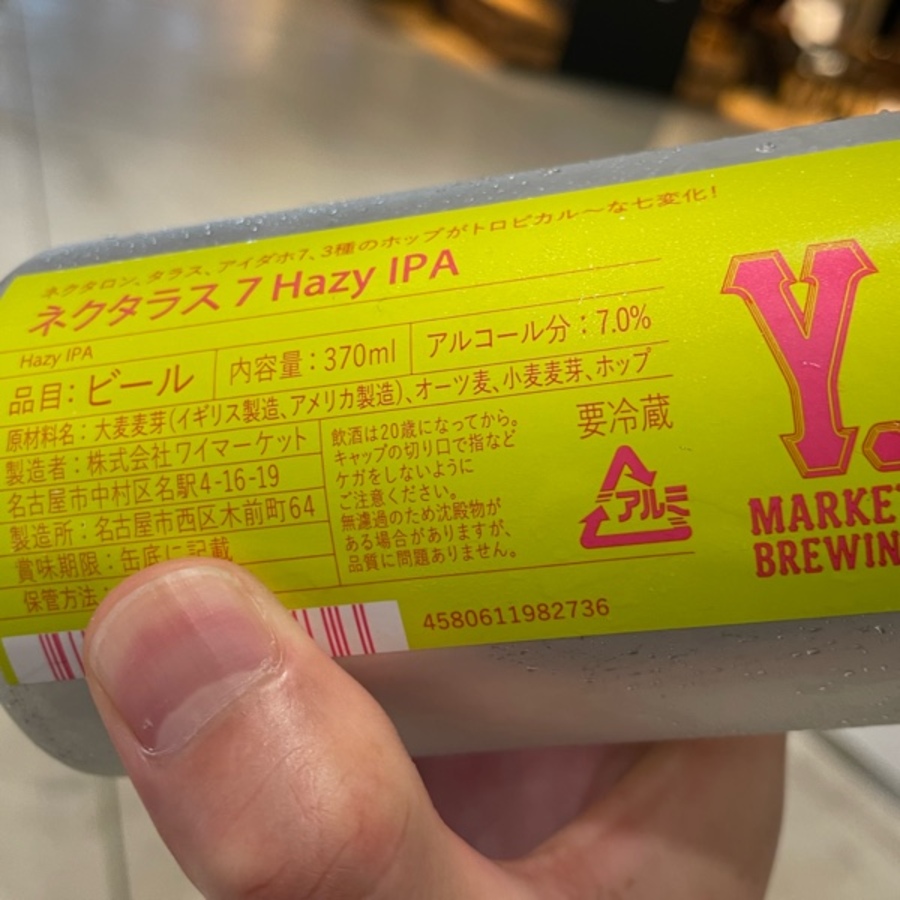 ネクタロン、タラス、アイダホ7、3種のホップがトロピカル〜な七変化!
ネクタラス 7 Hazy IPA
Hazy IPA
品目:ビール
内容量:370ml
アルコール分:7.0%
原材料名:大麦麦芽(イギリス製造、アメリカ製造)、オーツ麦、小麦麦芽、ホップ
製造者:株式会社ワイマーケット
名古屋市中村区名駅4-16-19
製造所:名古屋市西区木前町64
賞味期限:缶底に記載
保管方法:
飲酒は20歳になってから。
キャップの切り口で指など
ケガをしないように
ご注意ください。
無濾過のため沈殿物が
ある場合がありますが、
品質に問題ありません。
要冷蔵
アルミ
4580611982736
Y.
MARKE
BREWIN